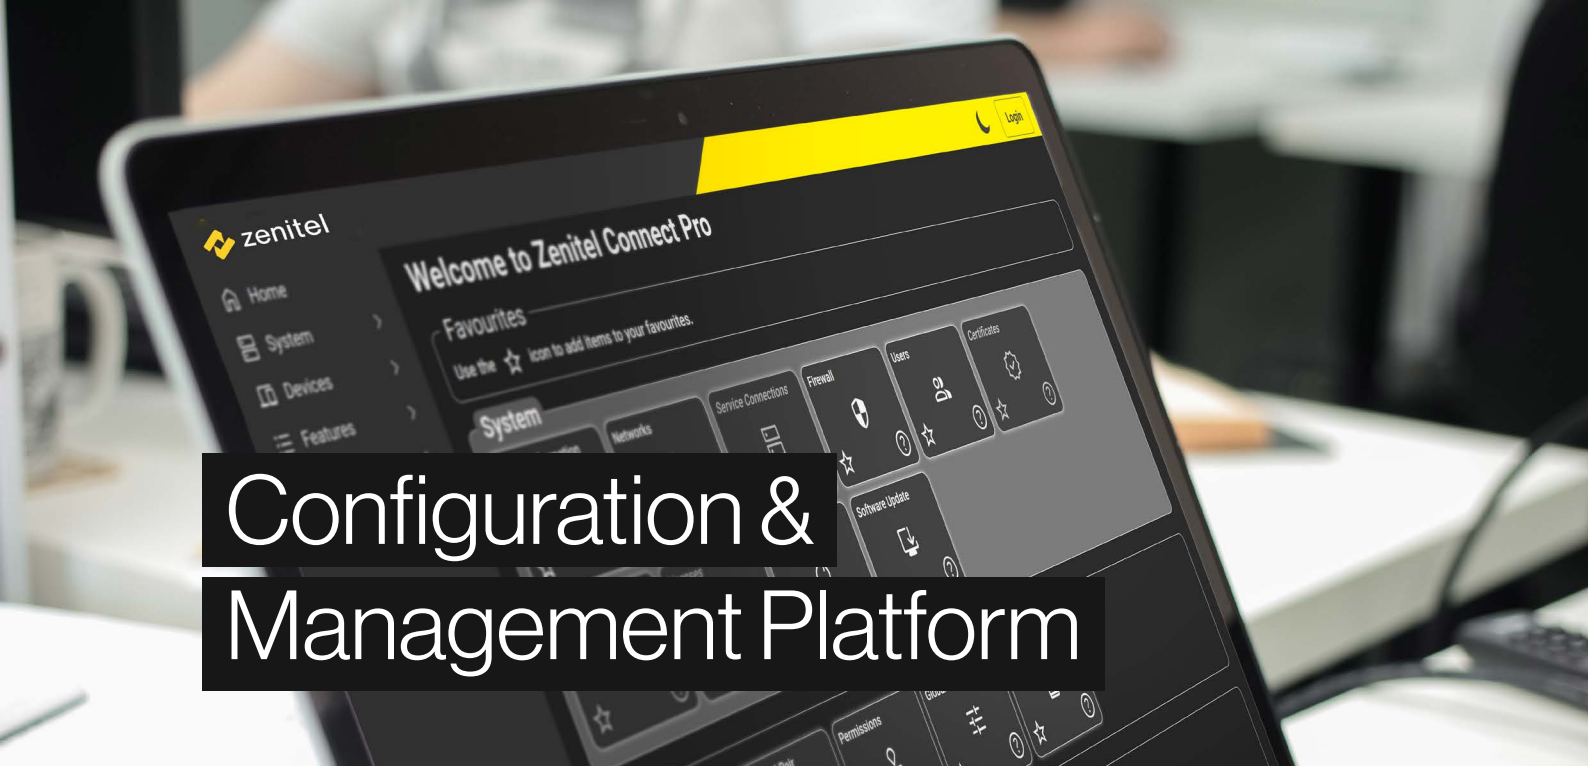 Login
zenitel
Welcome to Zenitel Connect Pro
Home
Favourites
System
Use the icon to add items to your favourites.
Devices
Features
System
Networks
Service Connections
Firewall
Users
Certificates
Software Update
Configuration &
Management Platform
Permissions